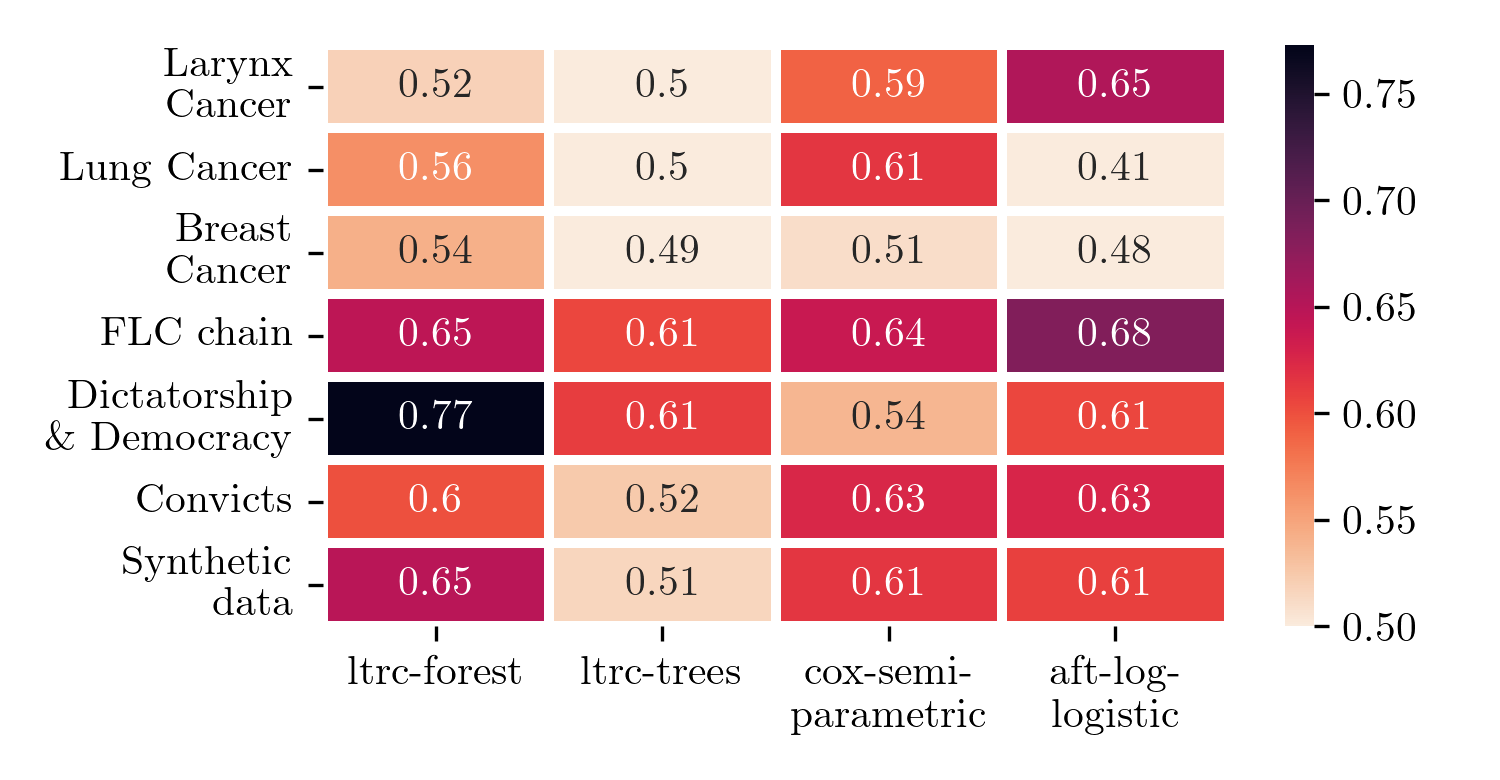 Larynx
Cancer
0.52 0.5 0.59 0.65
Lung Cancer 0.56 0.5 0.61 0.41
Breast
Cancer
0.54 0.49 0.51 0.48
FLC chain 0.65 0.61 0.64 0.68
Dictatorship
& Democracy
0.77 0.61 0.54 0.61
Convicts 0.6 0.52 0.63 0.63
Synthetic
data
0.65 0.51 0.61 0.61
ltrc-forest
ltrc-trees
cox-semi-
parametric
aft-log-
logistic
0.75
0.70
0.65
0.60
0.55
0.50